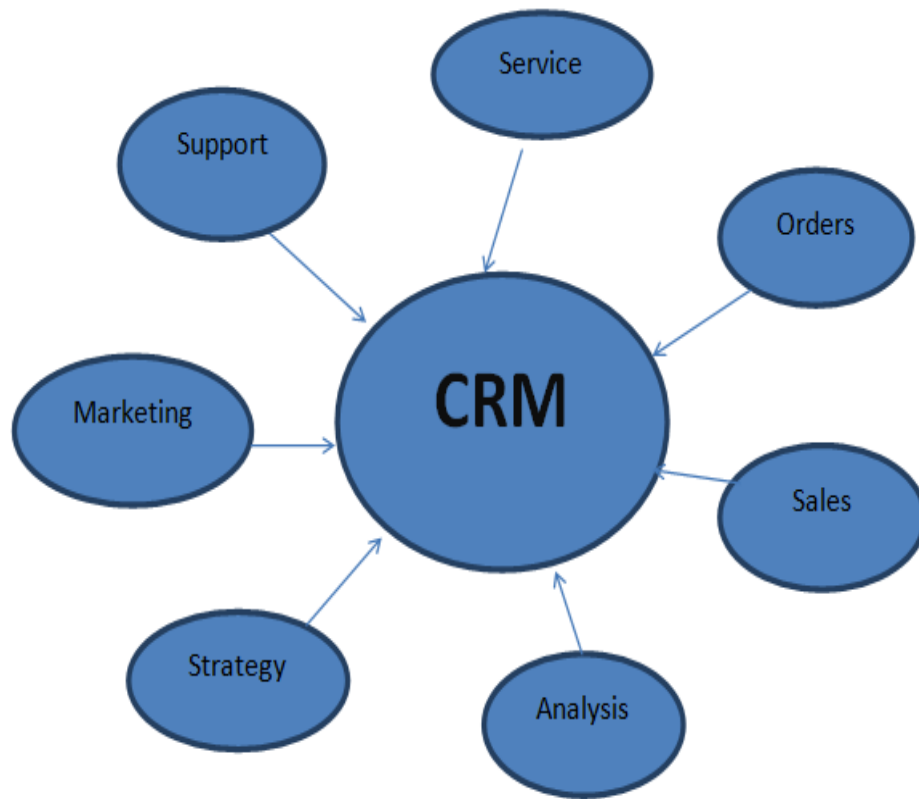 Service
Support
Orders
CRM
Marketing
Sales
Strategy
Analysis